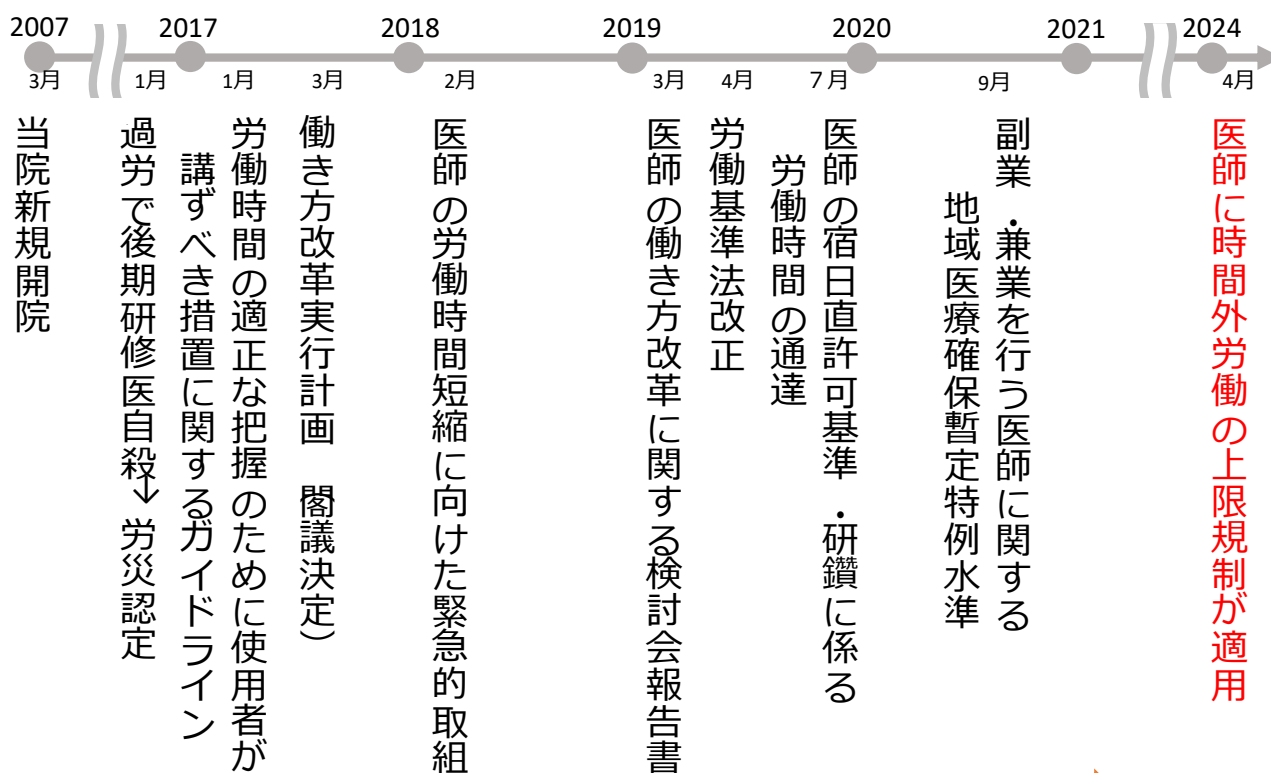 2007
2017
2018
2019
2020
2021
2024
3月
1月
1月
3月
2月
3月
4月
7月
9月
4月
当院新規開院
過労で後期研修医自殺→労災認定
労働時間の適正な把握のために使用者が
講ずべき措置に関するガイドライン
働き方改革実行計画 閣議決定）
医師の労働時間短縮に向けた緊急的取組
医師の働き方改革に関する検討会報告書
労働基準法改正
医師の宿日直許可基準・研鑽に係る
労働時間の通達
副業・兼業を行う医師に関する
地域医療確保暫定特例水準
医師に時間外労働の上限規制が適用